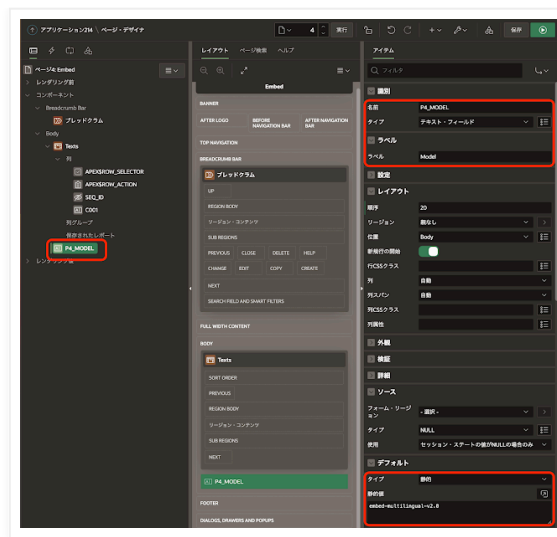 アプリケーション214 \ ページ・デザイナ
4
実行
保存
ページ4: Embed
レンダリング前
コンポーネント
Breadcrumb Bar
ブレッドクラム
Body
Texts
列
APEX$ROW_SELECTOR
APEX$ROW_ACTION
SEQ_ID
C001
列グループ
保存されたレポート
P4_MODEL
レンダリング後
レイアウト
ページ検索
ヘルプ
Embed
BANNER
AFTER LOGO
BEFORE NAVIGATION BAR
AFTER NAVIGATION BAR
TOP NAVIGATION
BREADCRUMB BAR
ブレッドクラム
UP
REGION BODY
リージョン・コンテンツ
SUB REGIONS
PREVIOUS
CLOSE
DELETE
HELP
CHANGE
EDIT
COPY
CREATE
NEXT
SEARCH FIELD AND SMART FILTERS
FULL WIDTH CONTENT
BODY
Texts
SORT ORDER
PREVIOUS
REGION BODY
リージョン・コンテンツ
SUB REGIONS
NEXT
P4_MODEL
FOOTER
DIALOGS, DRAWERS AND POPUPS
アイテム
フィルタ
識別
名前 P4_MODEL
タイプ テキスト・フィールド
ラベル
ラベル Model
設定
レイアウト
順序 20
リージョン 親なし
位置 Body
新規行の開始
行CSSクラス
列 自動
列スパン 自動
列CSSクラス
列属性
外観
検証
詳細
ソース
フォーム・リージョン - 選択 -
タイプ NULL
使用 セッション・ステートの値がNULLの場合のみ
デフォルト
タイプ 静的
静的値
embed-multilingual-v2.0